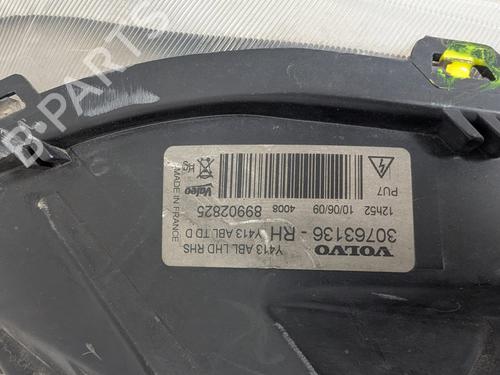 B-PARTS
VOLVO
30763136 - RH
Y413 ABL LHD RHS
Y413 ABL TD D
12h52 10/06/09 4008 89902825
PU7
Valeo
MADE IN FRANCE